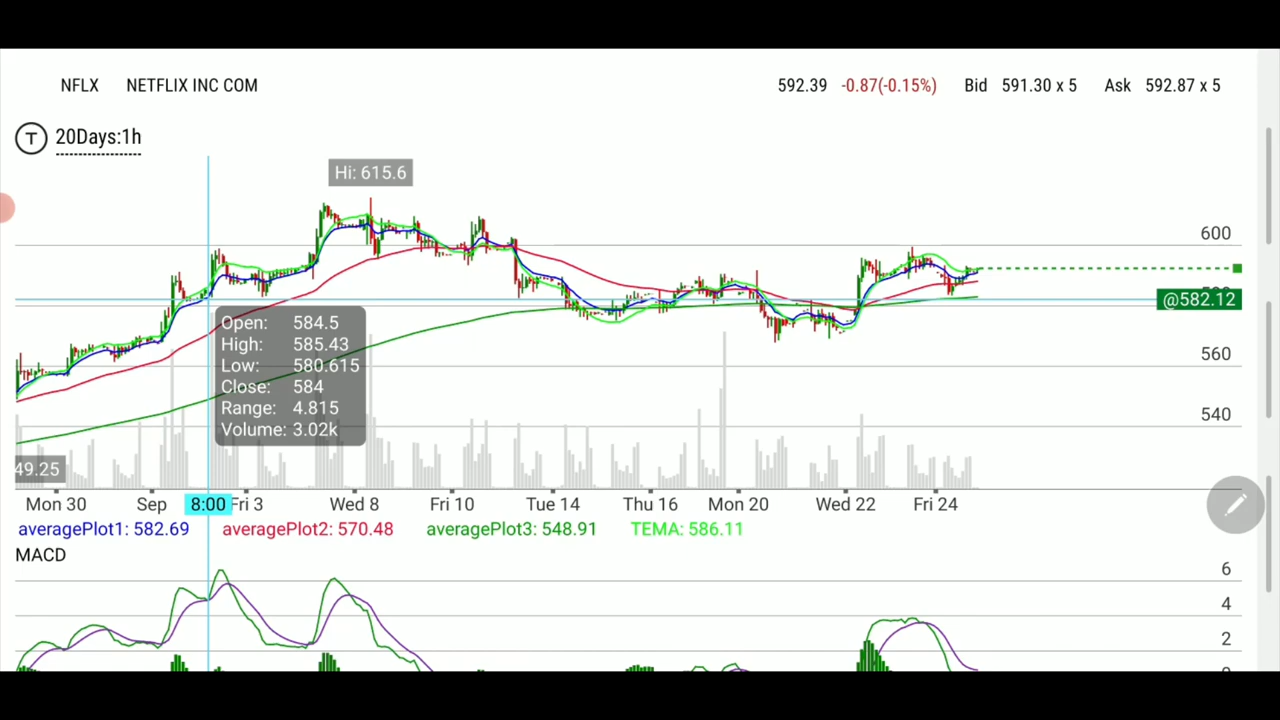 NFLX NETFLIX INC COM 592.39 -0.87(-0.15%) Bid 591.30 x 5 Ask 592.87 x 5
T 20Days:1h
Hi: 615.6
600
@582.12
Open: 584.5
High: 585.43
Low: 580.615
560
Close: 584
Range: 4.815
540
Volume: 3.02k
49.25
Mon 30 Sep 8:00 Fri 3 Wed 8 Fri 10 Tue 14 Thu 16 Mon 20 Wed 22 Fri 24
averagePlot1: 582.69 averagePlot2: 570.48 averagePlot3: 548.91 TEMA: 586.11
MACD
6
4
2